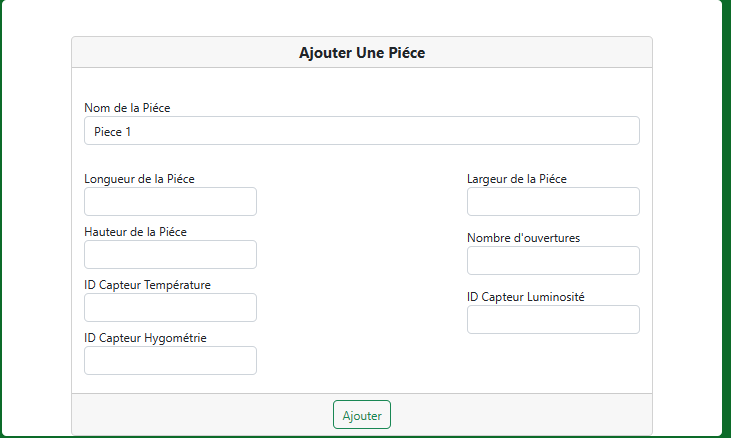 Ajouter Une Piéce
Nom de la Piéce
Piece 1
Longueur de la Piéce
Largeur de la Piéce
Hauteur de la Piéce
Nombre d'ouvertures
ID Capteur Température
ID Capteur Luminosité
ID Capteur Hygométrie
Ajouter